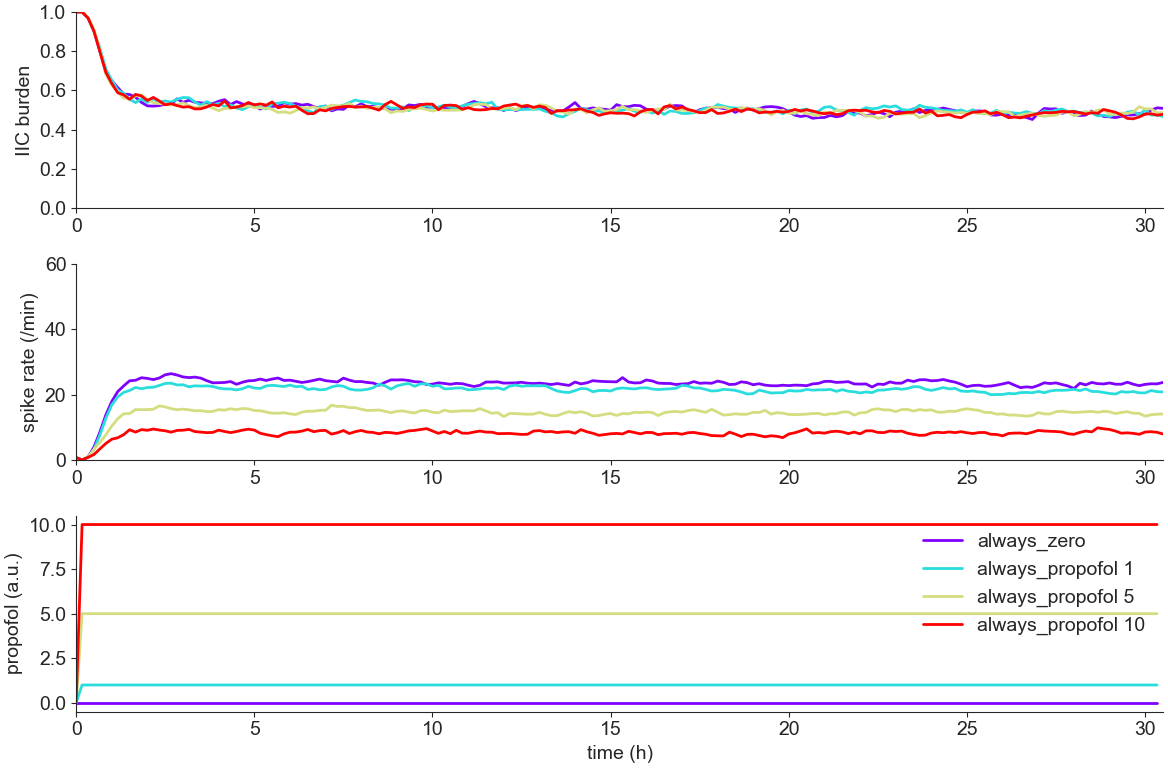 1.0
0.8
0.6
0.4
0.2
0.0
IIC burden
0 5 10 15 20 25 30
60
40
20
0
spike rate (/min)
0 5 10 15 20 25 30
10.0
7.5
5.0
2.5
0.0
propofol (a.u.)
always_zero
always_propofol 1
always_propofol 5
always_propofol 10
0 5 10 15 20 25 30
time (h)